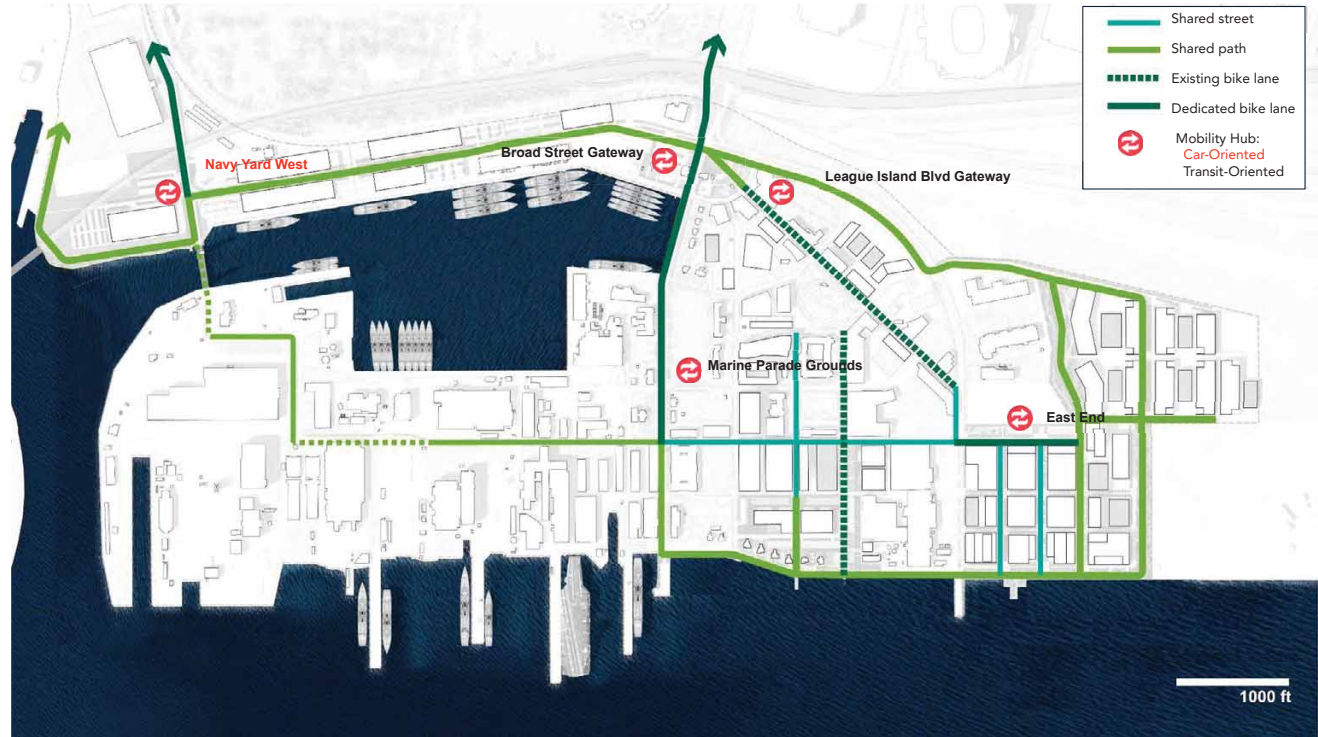 Shared street
Shared path
Existing bike lane
Dedicated bike lane
Mobility Hub:
Car-Oriented
Transit-Oriented
Navy Yard West
Broad Street Gateway
League Island Blvd Gateway
Marine Parade Grounds
East End
1000 ft